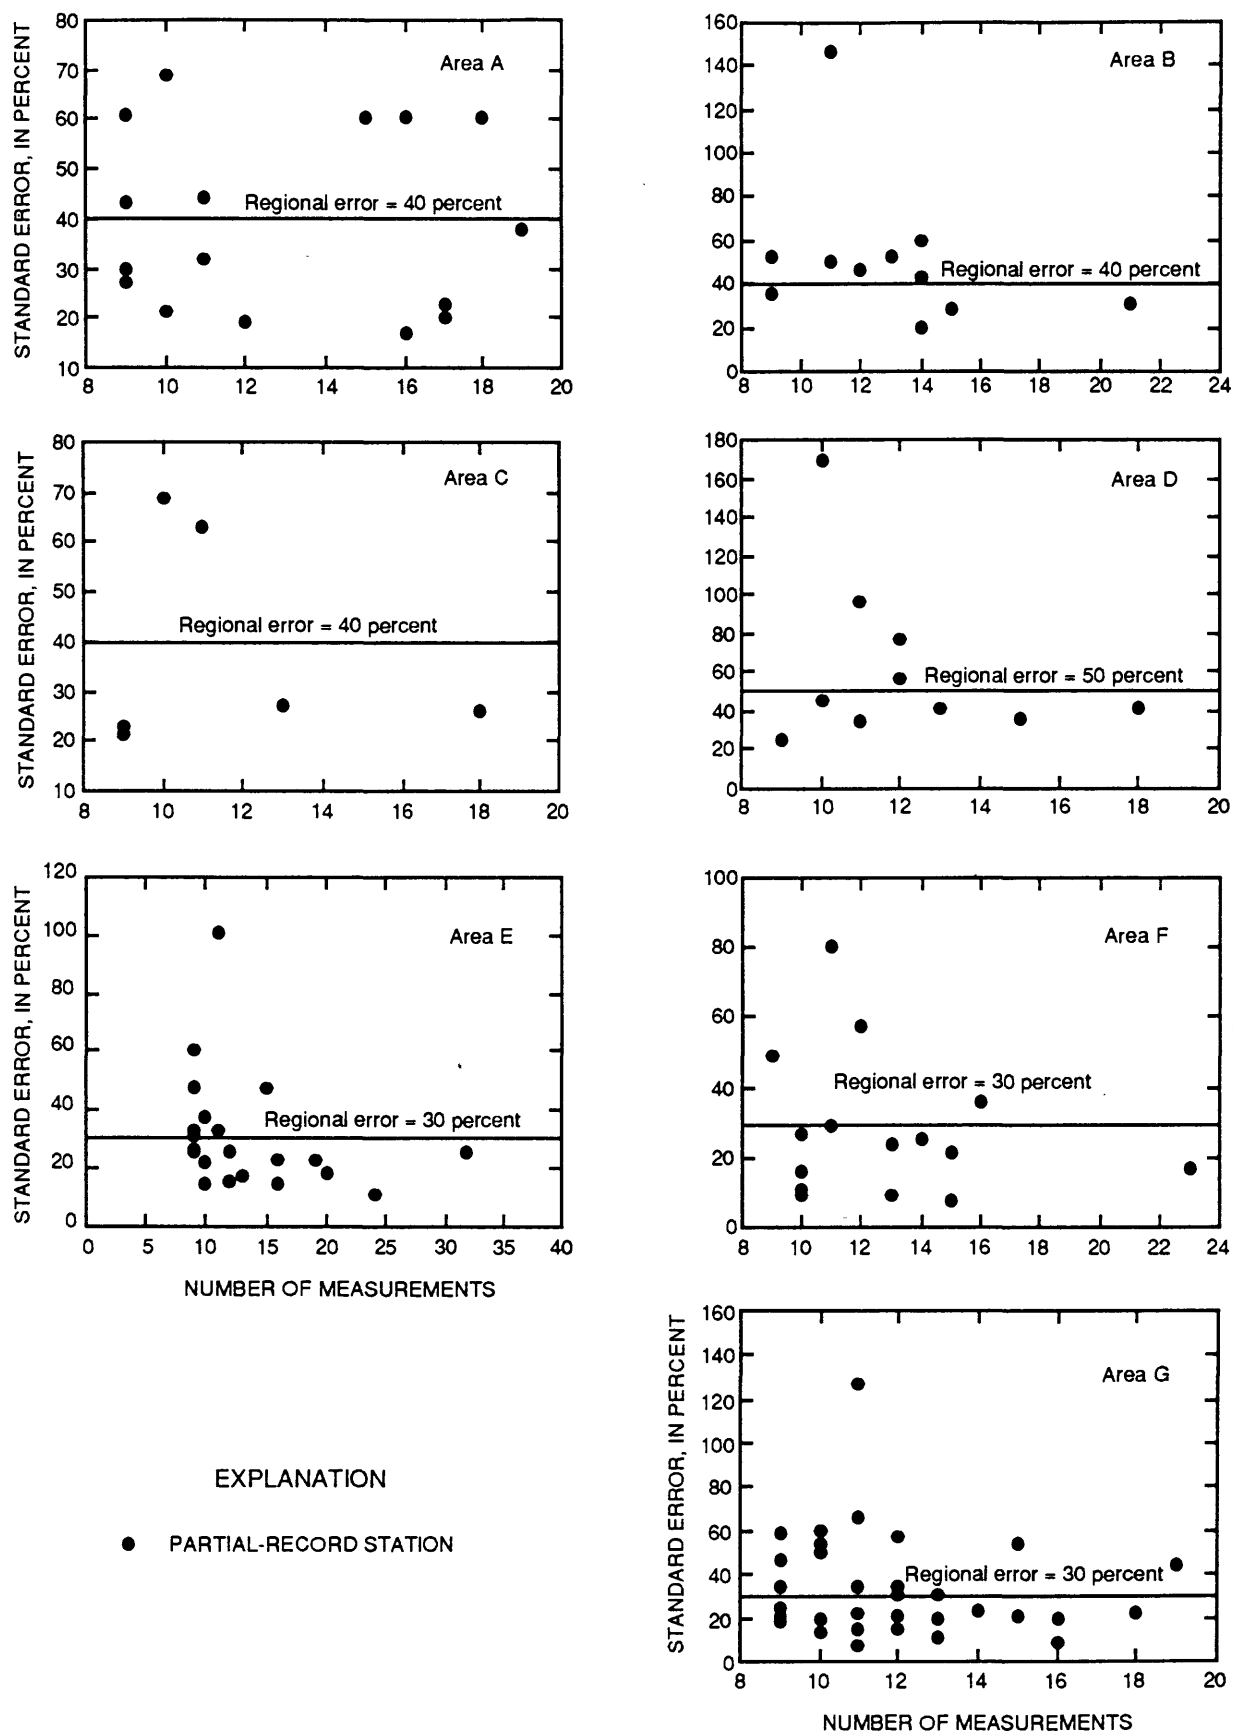 STANDARD ERROR, IN PERCENT
80
70
60
50
40
30
20
10
Area A
Regional error = 40 percent
8 10 12 14 16 18 20
160
140
120
100
80
60
40
20
0
Area B
Regional error = 40 percent
8 10 12 14 16 18 20 22 24
STANDARD ERROR, IN PERCENT
80
70
60
50
40
30
20
10
Area C
Regional error = 40 percent
8 10 12 14 16 18 20
180
160
140
120
100
80
60
40
20
0
Area D
Regional error = 50 percent
8 10 12 14 16 18 20
STANDARD ERROR, IN PERCENT
120
100
80
60
40
20
0
Area E
Regional error = 30 percent
0 5 10 15 20 25 30 35 40
NUMBER OF MEASUREMENTS
100
80
60
40
20
0
Area F
Regional error = 30 percent
8 10 12 14 16 18 20 22 24
STANDARD ERROR, IN PERCENT
160
140
120
100
80
60
40
20
0
Area G
Regional error = 30 percent
8 10 12 14 16 18 20
NUMBER OF MEASUREMENTS
EXPLANATION
PARTIAL-RECORD STATION